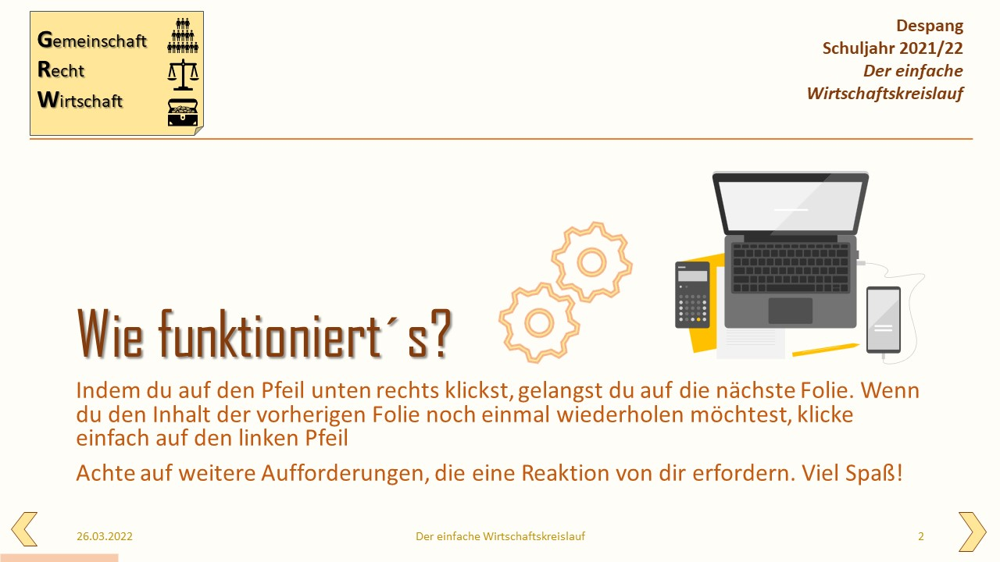 Gemeinschaft
Recht
Wirtschaft
Despang
Schuljahr 2021/22
Der einfache
Wirtschaftskreislauf
Wie funktioniert´s?
Indem du auf den Pfeil unten rechts klickst, gelangst du auf die nächste Folie. Wenn
du den Inhalt der vorherigen Folie noch einmal wiederholen möchtest, klicke
einfach auf den linken Pfeil
Achte auf weitere Aufforderungen, die eine Reaktion von dir erfordern. Viel Spaß!
26.03.2022
Der einfache Wirtschaftskreislauf
2